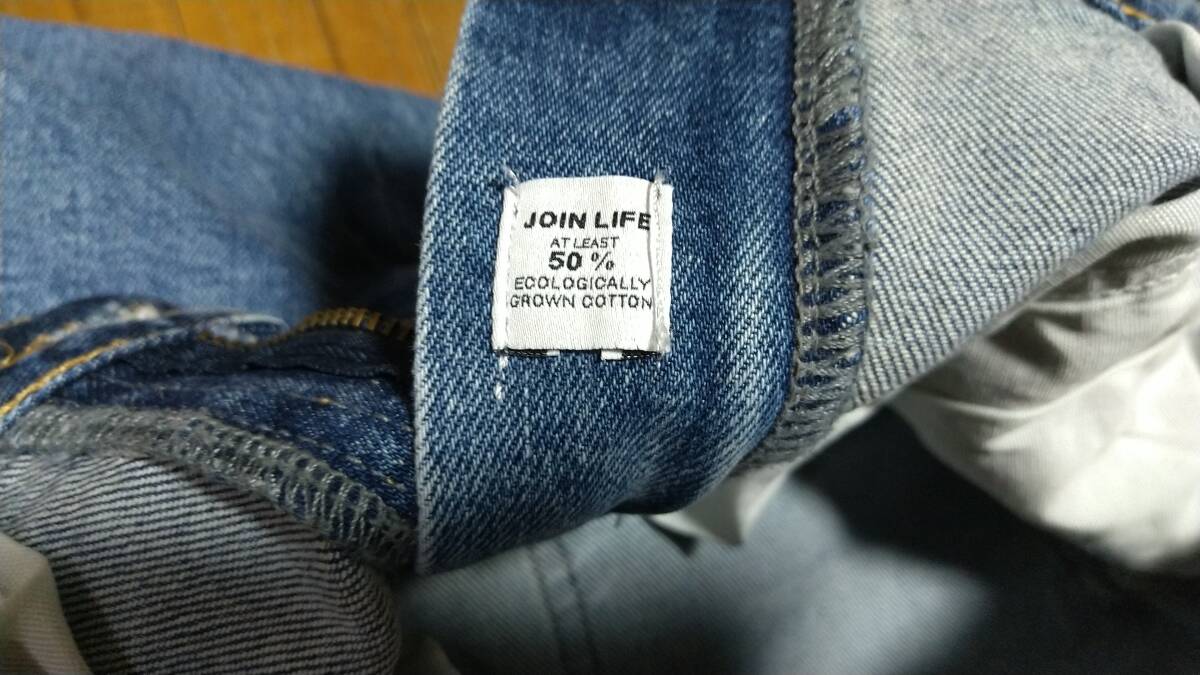 JOIN LIFE
AT LEAST
50 %
ECOLOGICALLY
GROWN COTTON